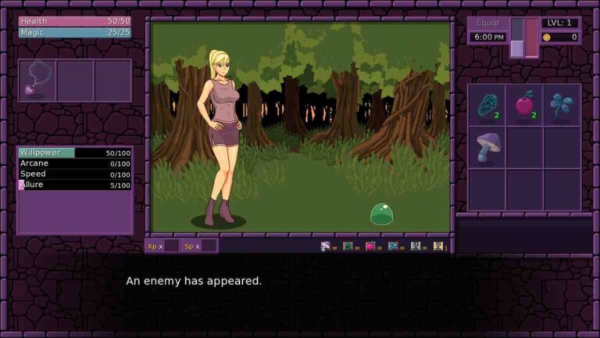 Health 50/50
Magic 25/25
Equip
LVL: 1
6:00 PM
0
2
2
Willpower 50/100
Arcane 0/100
Speed 0/100
Allure 5/100
Xp x
Sp x
An enemy has appeared.